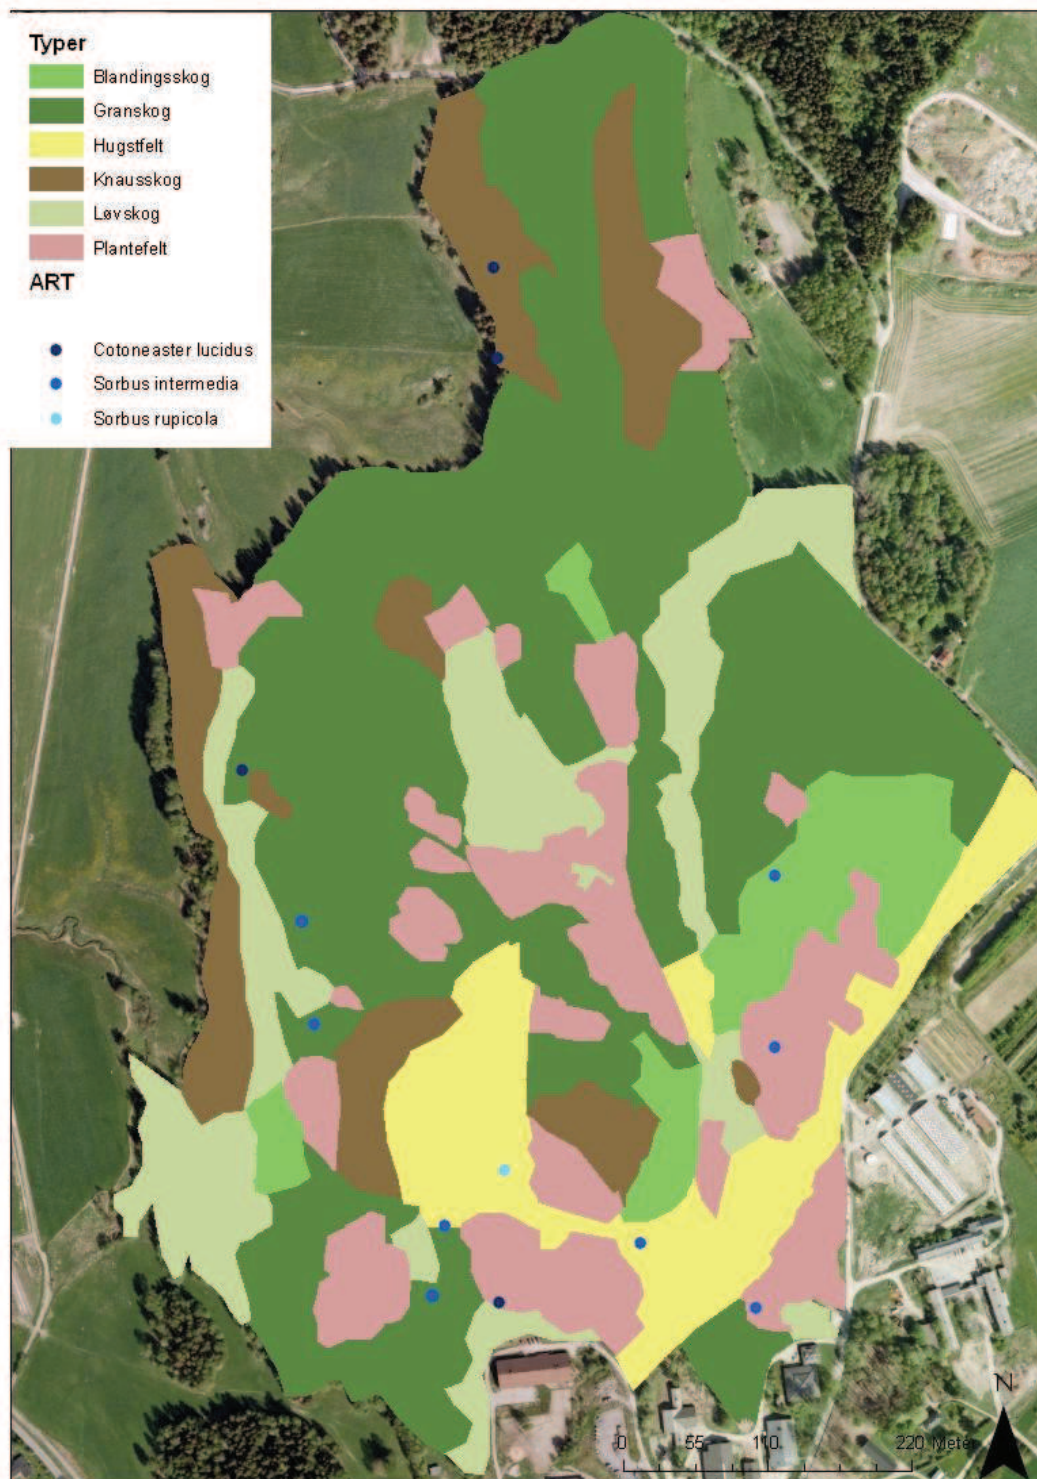 Typer
Blandingsskog
Granskog
Hugstfelt
Knausskog
Løvskog
Plantefelt
ART
Cotoneaster lucidus
Sorbus intermedia
Sorbus rupicola
N
0 55 110 220 Meter